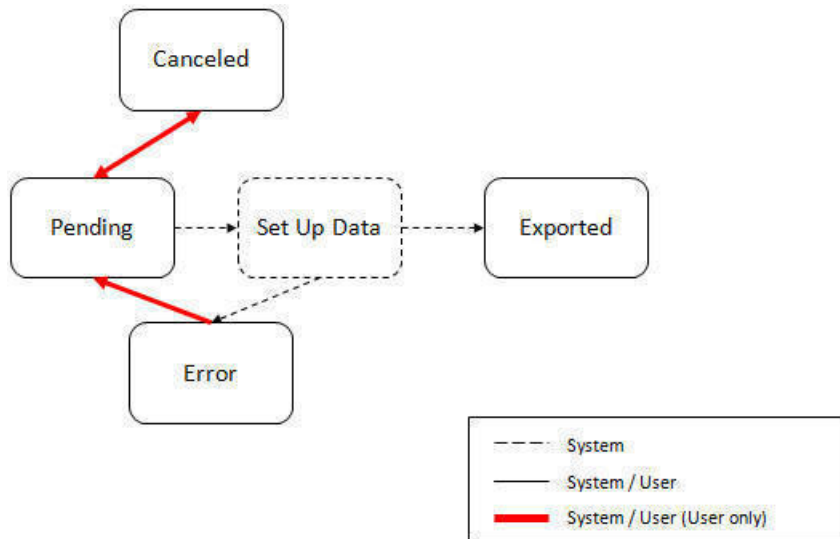 Canceled
Pending
Set Up Data
Exported
Error
System
System / User
System / User (User only)